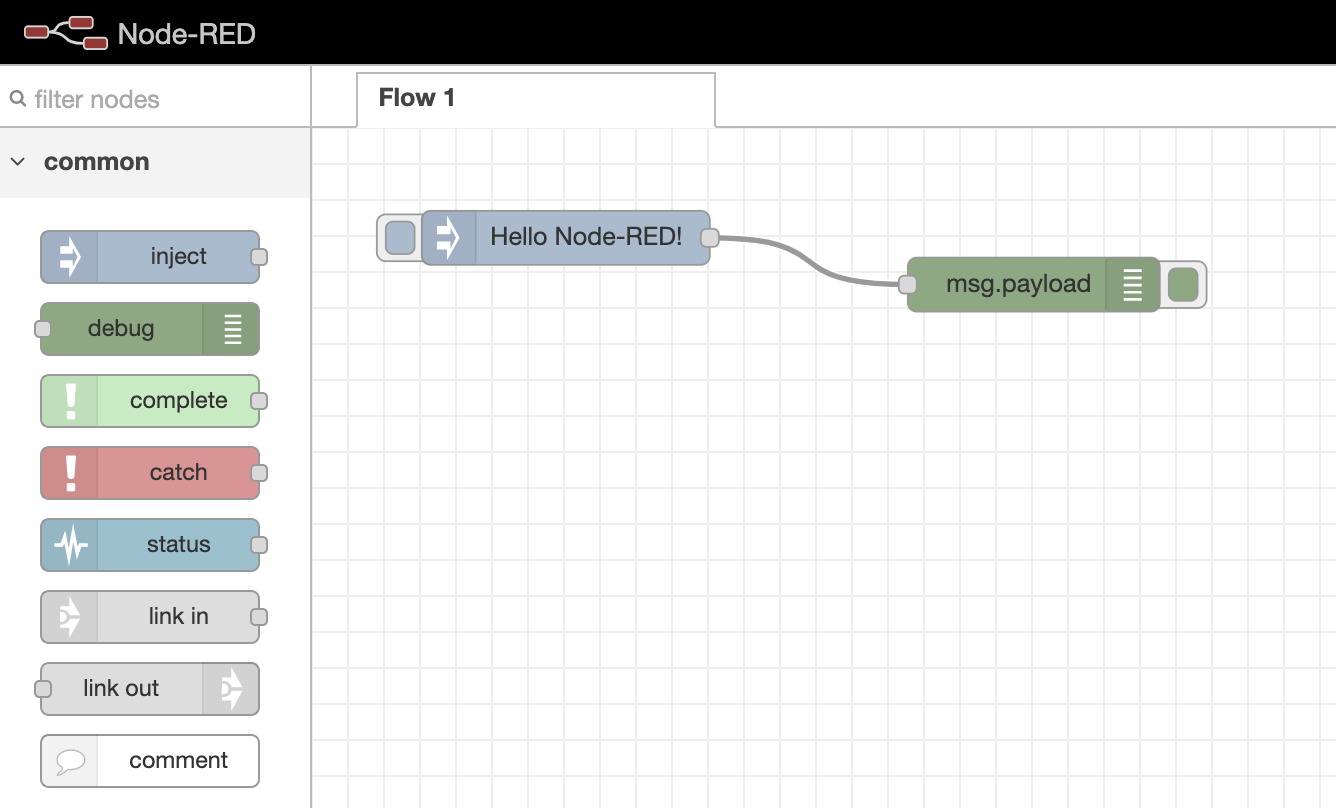 Node-RED
filter nodes
Flow 1
common
Hello Node-RED!
msg.payload
inject
debug
complete
catch
status
link in
link out
comment